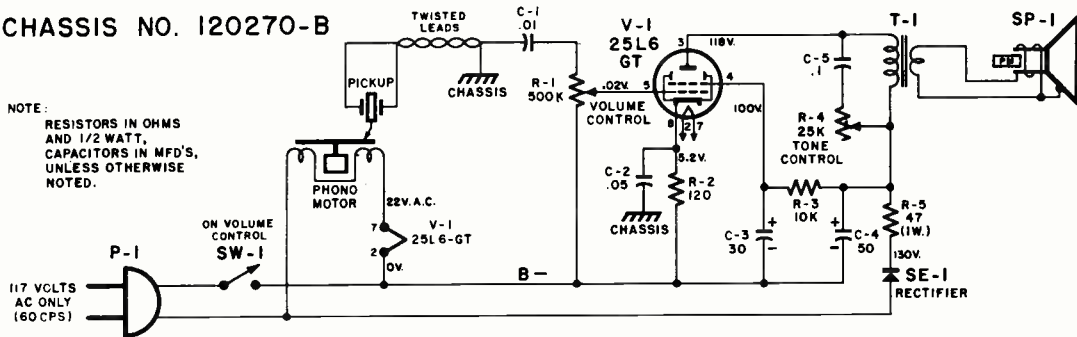 CHASSIS NO. 120270-B
NOTE:
RESISTORS IN OHMS
AND 1/2 WATT,
CAPACITORS IN MFD'S,
UNLESS OTHERWISE
NOTED.
TWISTED
LEADS
C-1
.01
PICKUP
CHASSIS
R-1
500K
.02V.
VOLUME
CONTROL
V-1
25L6
GT
3
118V.
5
4
100V.
8
2
7
5.2V.
C-2
.05
R-2
120
CHASSIS
T-1
C-5
.1
R-4
25K
TONE
CONTROL
SP-1
PM
R-3
10K
C-3
30
+
-
C-4
50
+
-
R-5
47
(1W.)
130V.
SE-1
RECTIFIER
PHONO
MOTOR
22V. A.C.
7
V-1
25L6-GT
2
0V.
B-
ON VOLUME
CONTROL
SW-1
P-1
117 VOLTS
AC ONLY
(60 CPS)